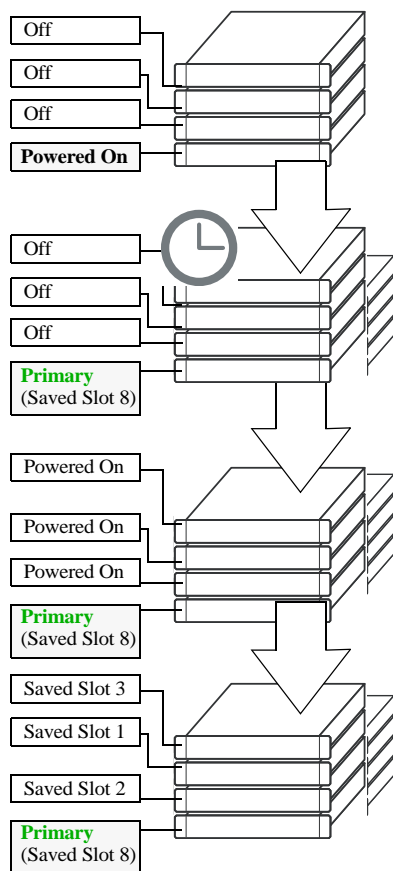 Off
Off
Off
Powered On
Off
Off
Off
Primary
(Saved Slot 8)
Powered On
Powered On
Powered On
Primary
(Saved Slot 8)
Saved Slot 3
Saved Slot 1
Saved Slot 2
Primary
(Saved Slot 8)